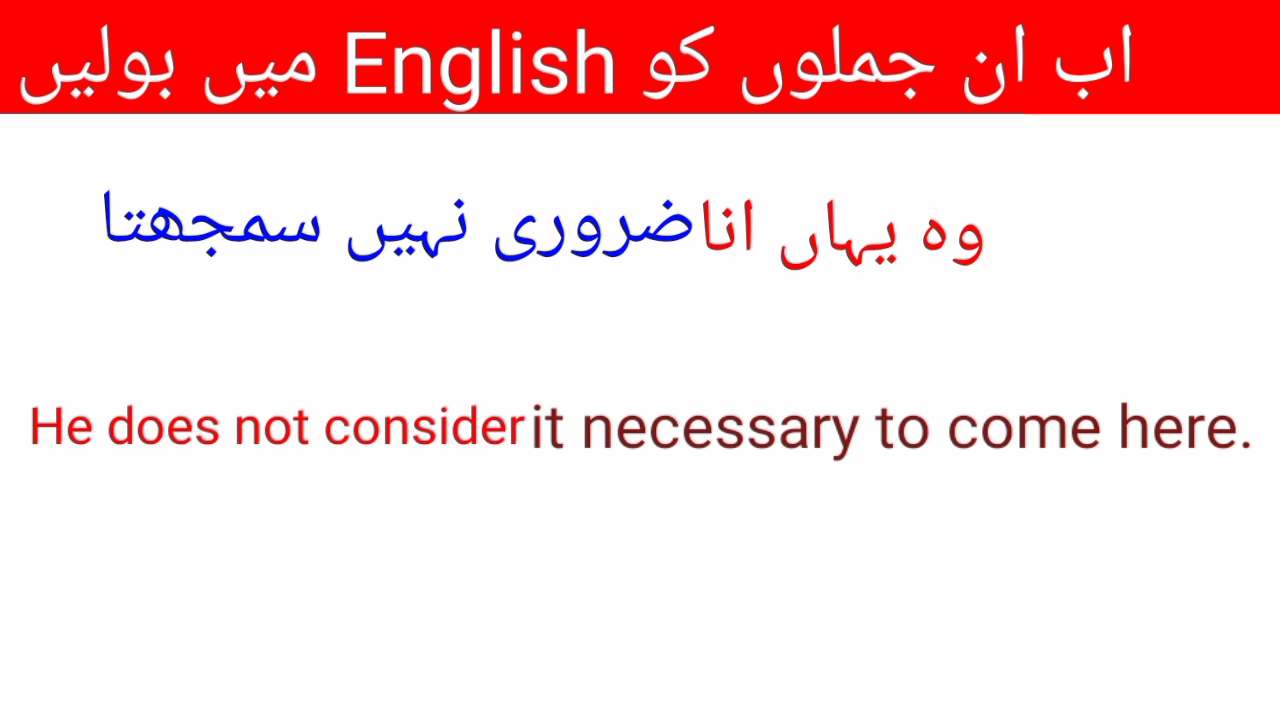 اب ان جملوں کو English میں بولیں
وہ یہاں انا ضروری نہیں سمجھتا
He does not consider it necessary to come here.